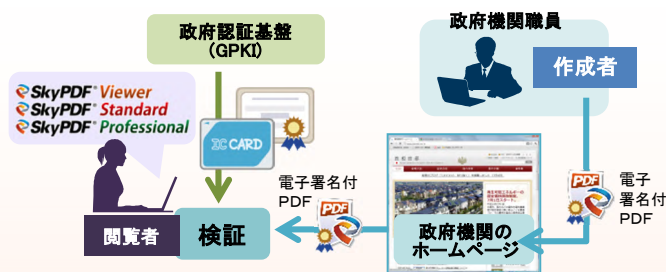 政府認証基盤
(GPKI)
政府機関職員
作成者
SkyPDF® Viewer
SkyPDF® Standard
SkyPDF® Professional
IC CARD
電子署名付
PDF
PDF
電子
署名付
PDF
PDF
閲覧者
検証
政府機関の
ホームページ